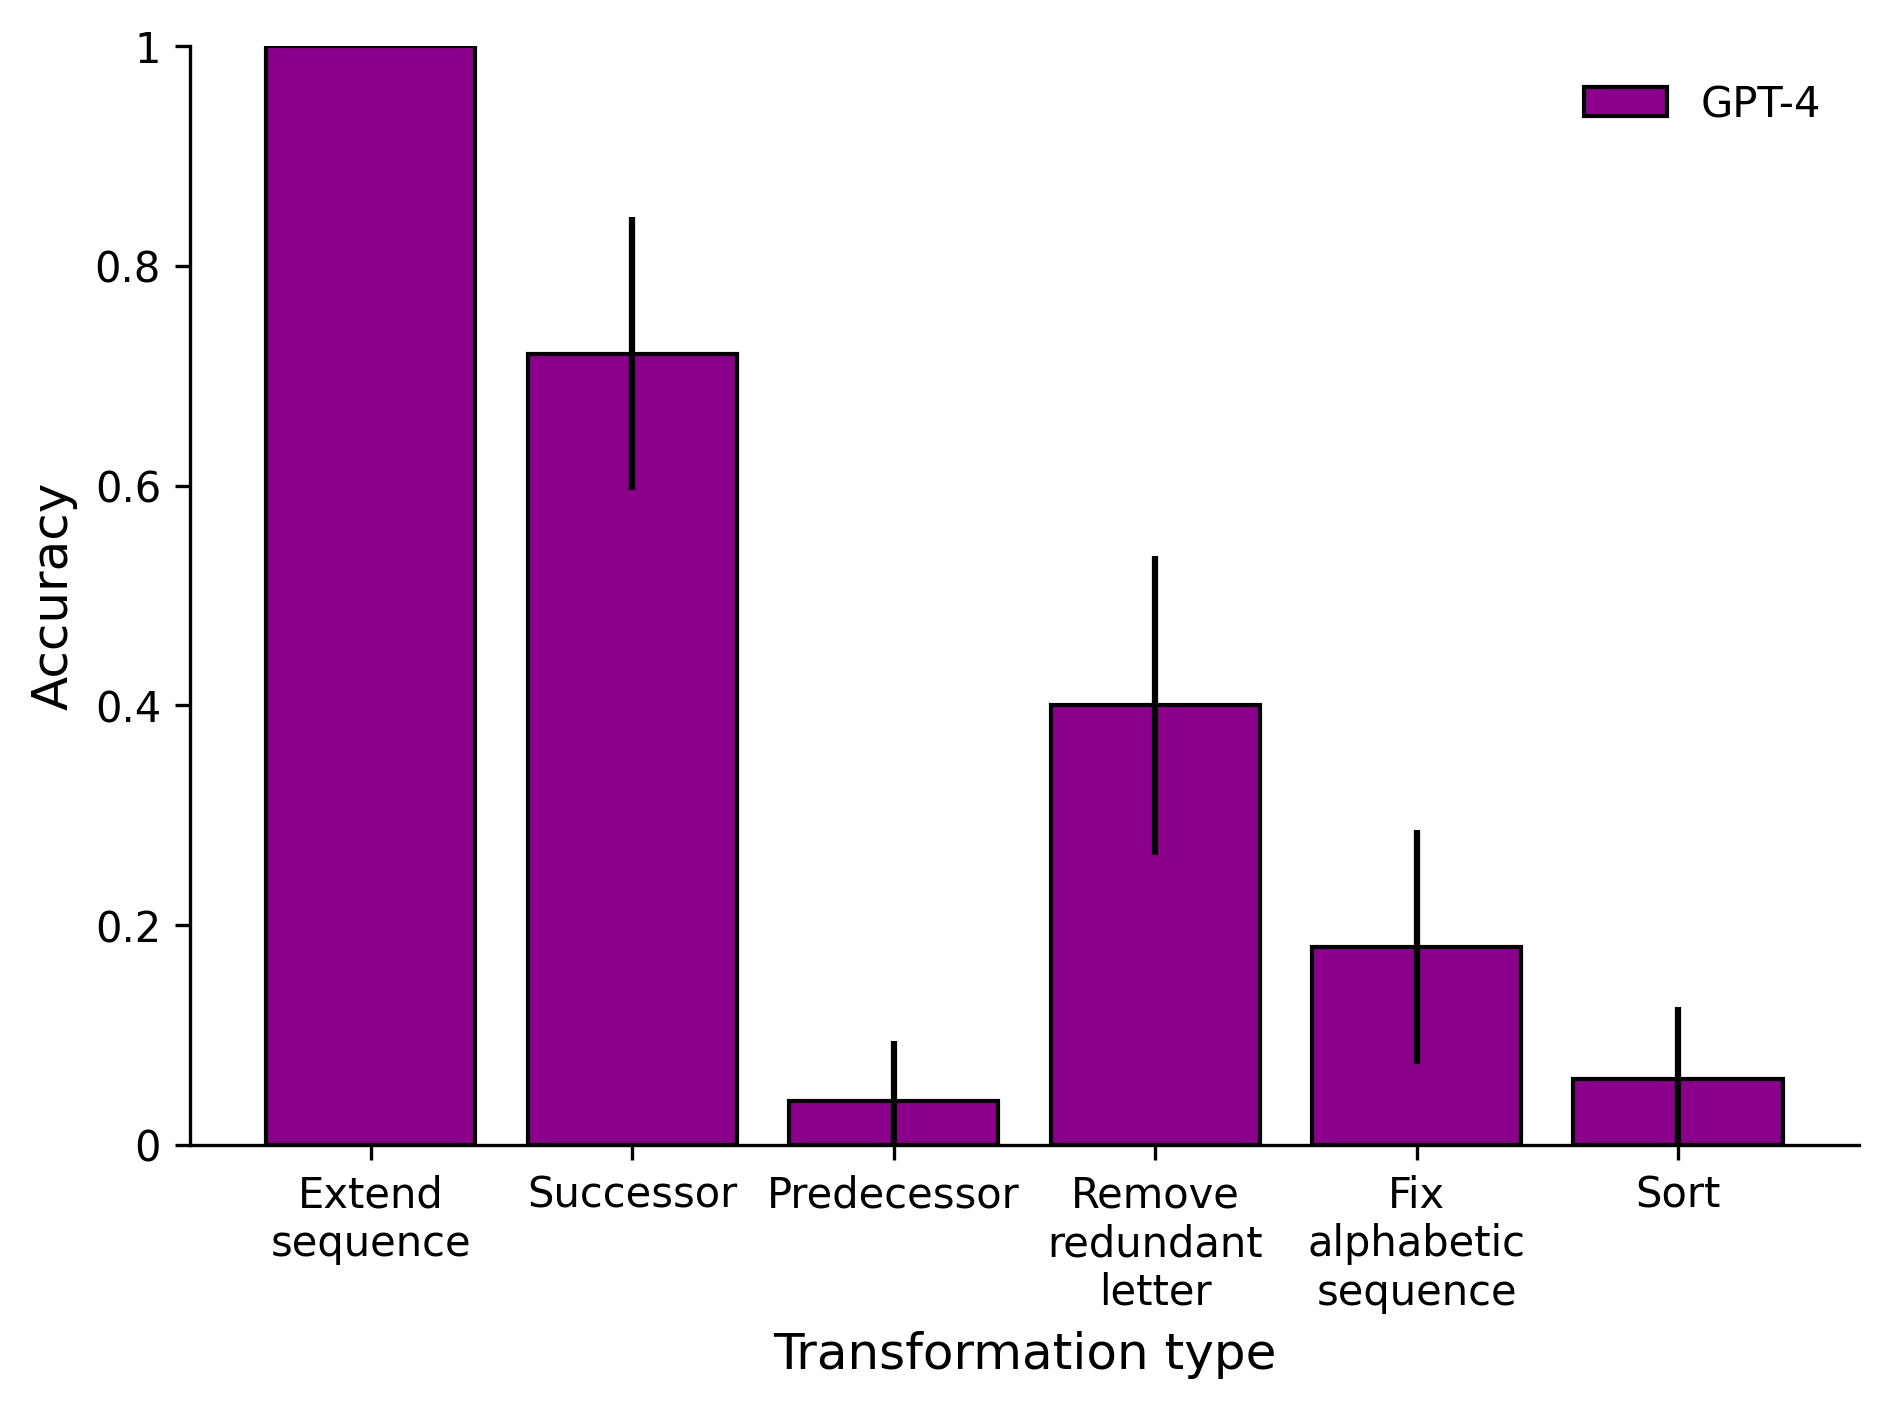 1
GPT-4
0.8
0.6
0.4
0.2
0
Accuracy
Extend
sequence
Successor
Predecessor
Remove
redundant
letter
Fix
alphabetic
sequence
Sort
Transformation type